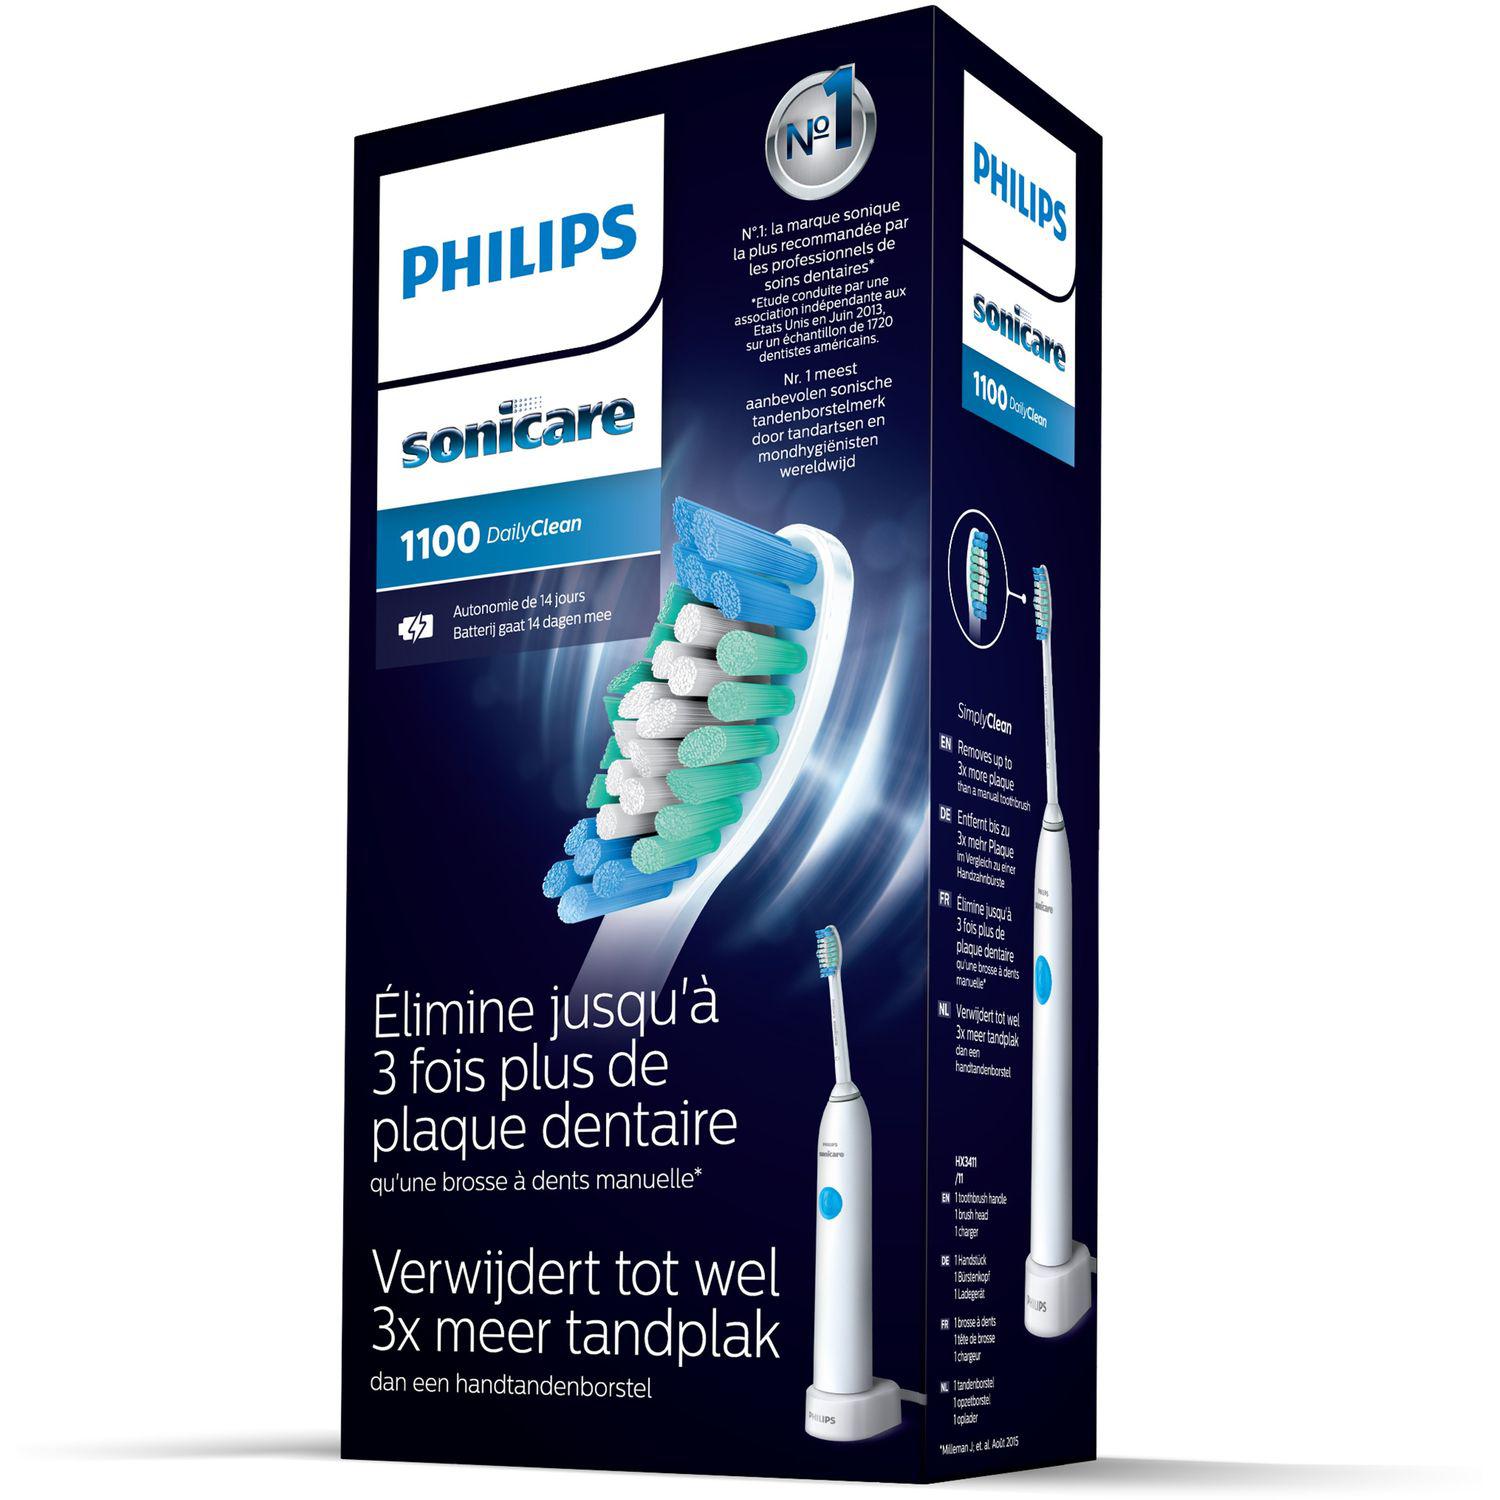 PHILIPS
sonicare
1100 DailyClean
Autonomie de 14 jours
Batterij gaat 14 dagen mee
Nº1
N°.1: la marque sonique
la plus recommandée par
les professionnels de
soins dentaires*
*Etude conduite par une
association indépendante aux
Etats Unis en Juin 2013,
sur un échantillon de 1720
dentistes américains.
Nr. 1 meest
aanbevolen sonische
tandenborstelmerk
door tandartsen en
mondhygiënisten
wereldwijd
Élimine jusqu'à
3 fois plus de
plaque dentaire
qu'une brosse à dents manuelle*
Verwijdert tot wel
3x meer tandplak
dan een handtandenborstel
PHILIPS
sonicare
PHILIPS
PHILIPS
sonicare
1100 DailyClean
SimplyClean
EN Removes up to
3x more plaque
than a manual toothbrush
DE Entfernt bis zu
3x mehr Plaque
im Vergleich zu einer
Handzahnbürste
FR Élimine jusqu'à
3 fois plus de
plaque dentaire
qu'une brosse à dents
manuelle*
NL Verwijdert tot wel
3x meer tandplak
dan een
handtandenborstel
PHILIPS
sonicare
HX3411
/11
EN 1 toothbrush handle
1 brush head
1 charger
DE 1 Handstück
1 Bürstenkopf
1 Ladegerät
FR 1 brosse à dents
1 tête de brosse
1 chargeur
NL 1 tandenborstel
1 opzetborstel
1 oplader
PHILIPS
*Milleman J, et. al. Août 2015